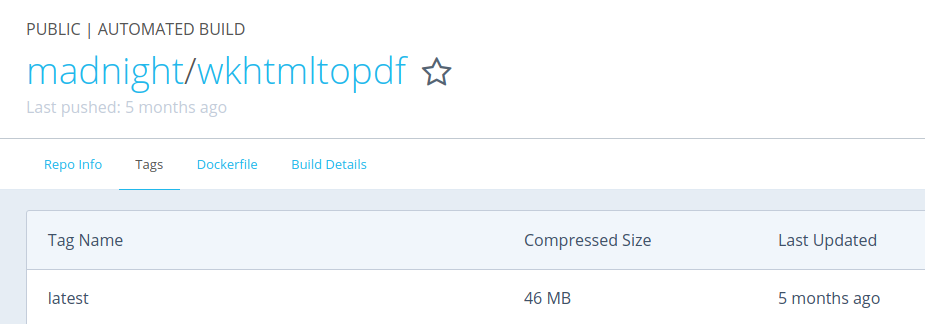 PUBLIC | AUTOMATED BUILD
madnight/wkhtmltopdf
Last pushed: 5 months ago
Repo Info Tags Dockerfile Build Details
Tag Name Compressed Size Last Updated
latest 46 MB 5 months ago